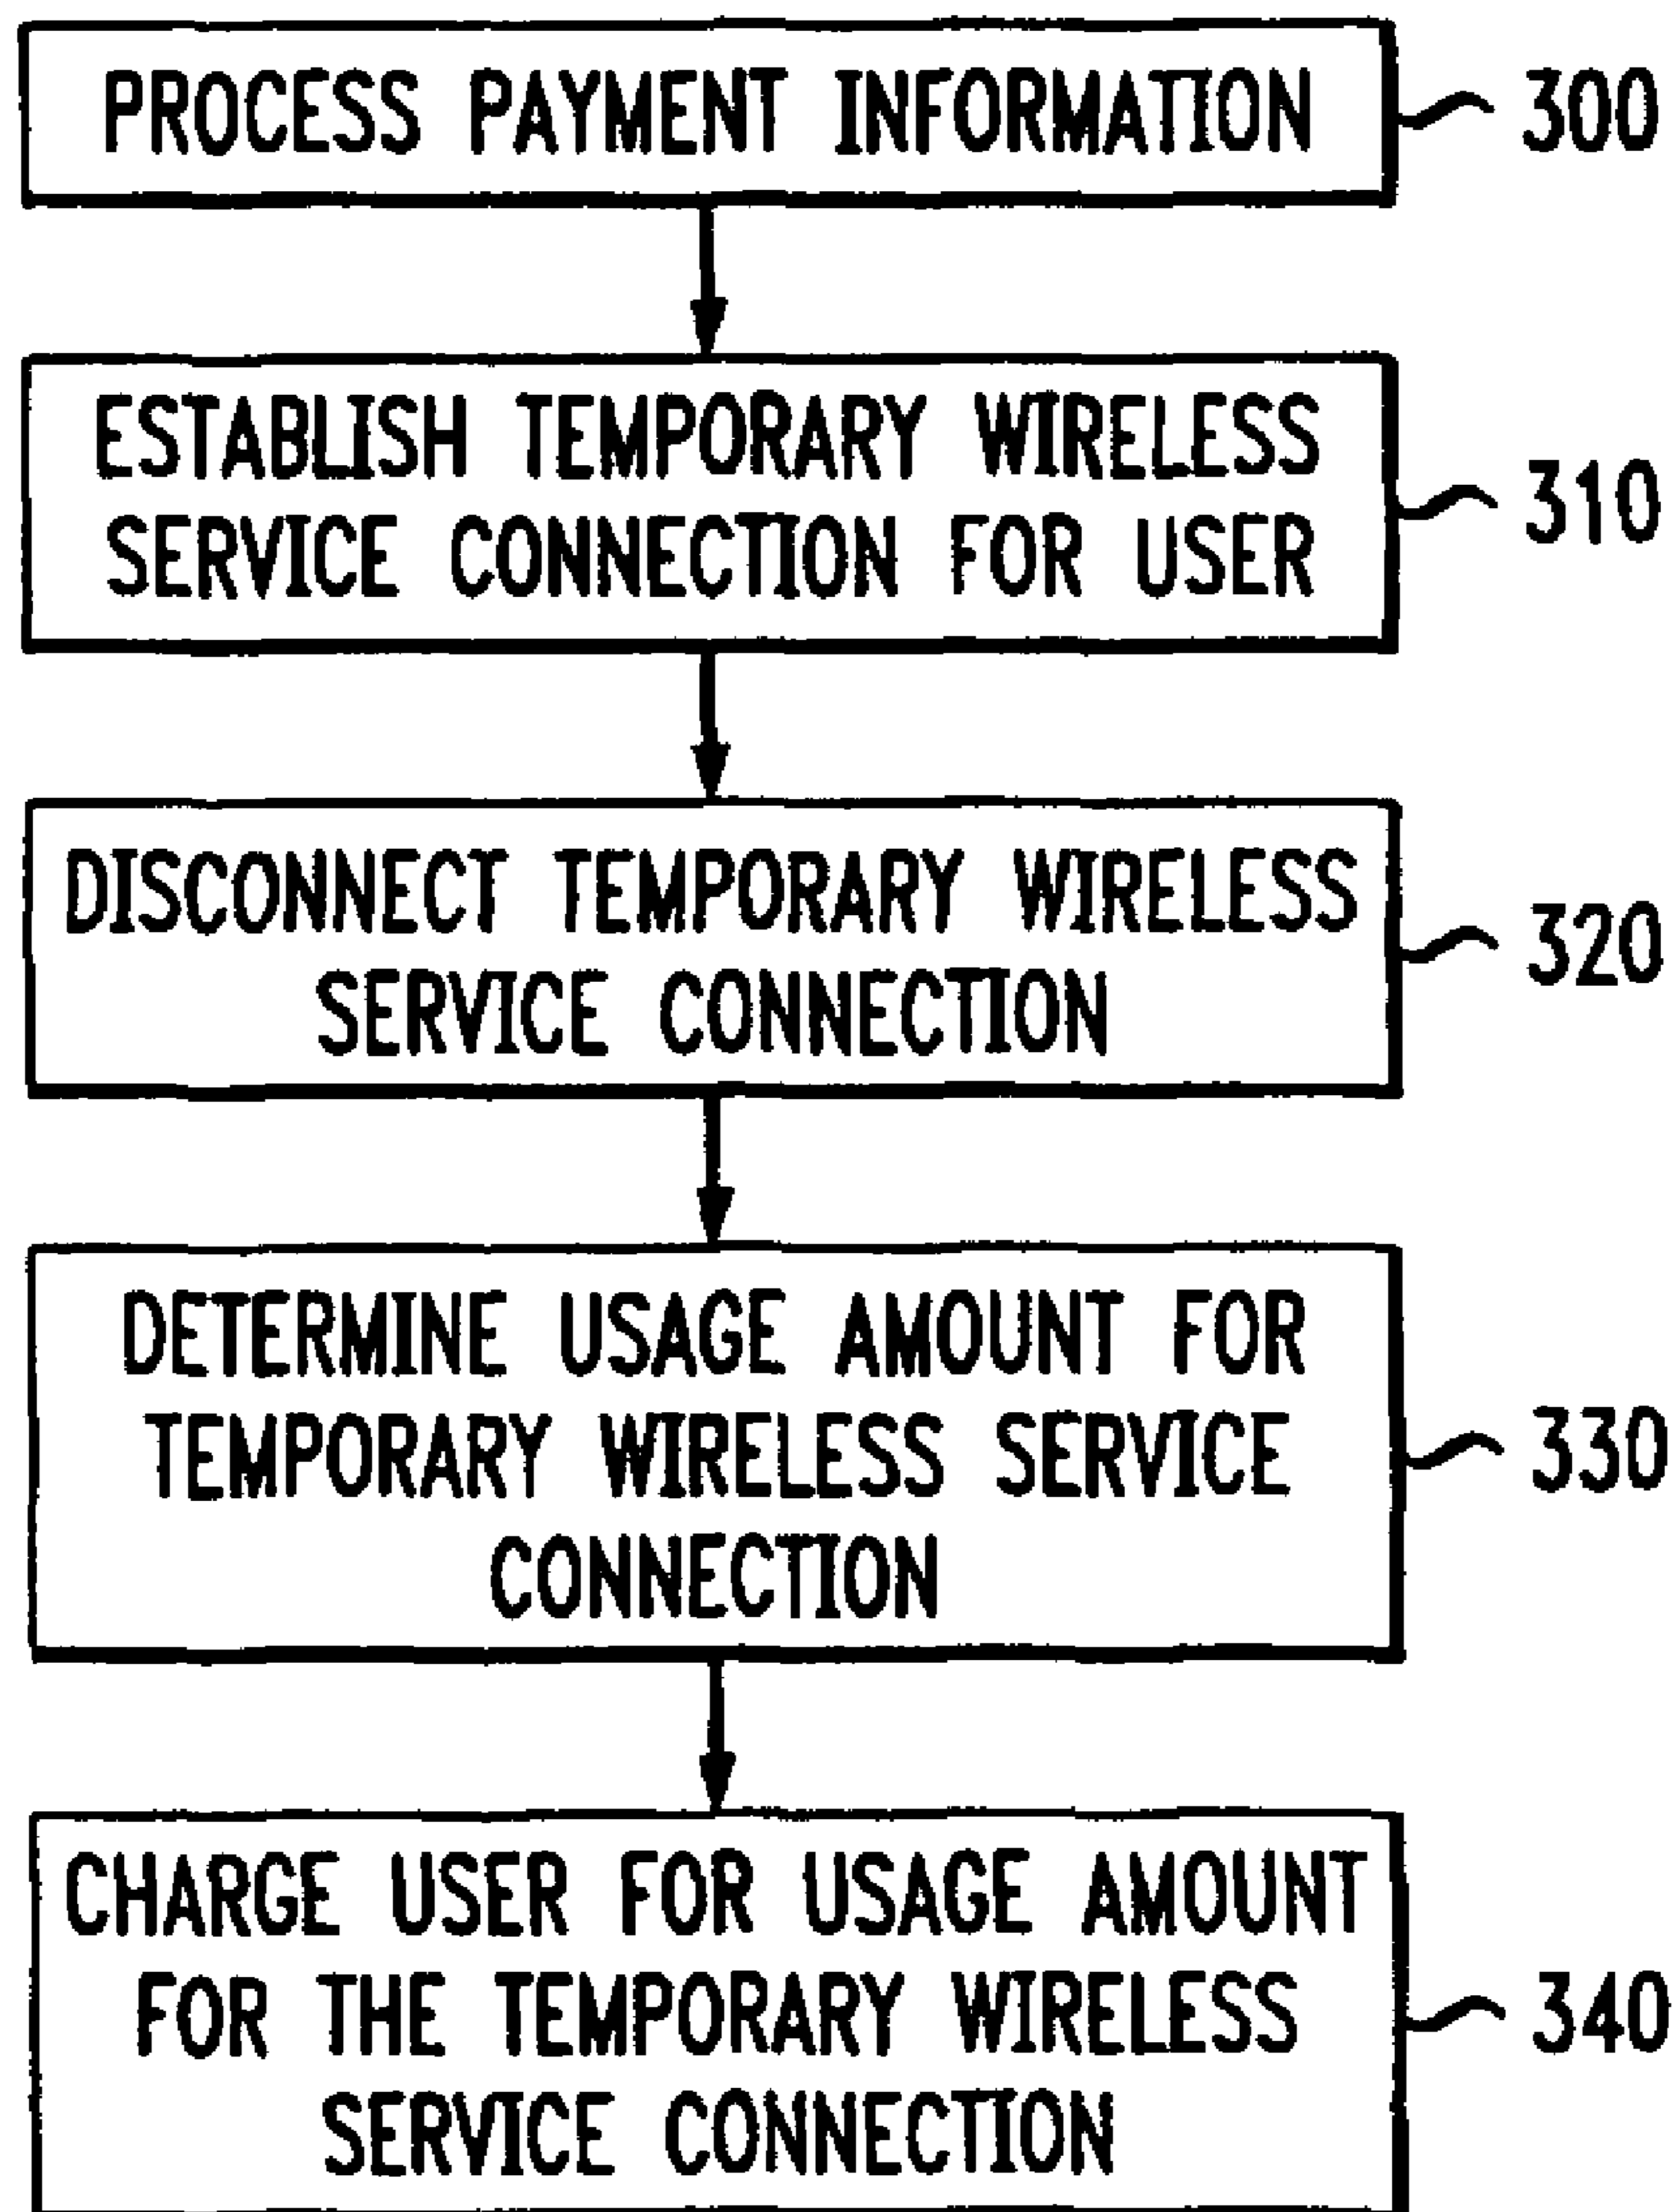 PROCESS PAYMENT INFORMATION
300
ESTABLISH TEMPORARY WIRELESS
SERVICE CONNECTION FOR USER
310
DISCONNECT TEMPORARY WIRELESS
SERVICE CONNECTION
320
DETERMINE USAGE AMOUNT FOR
TEMPORARY WIRELESS SERVICE
CONNECTION
330
CHARGE USER FOR USAGE AMOUNT
FOR THE TEMPORARY WIRELESS
SERVICE CONNECTION
340